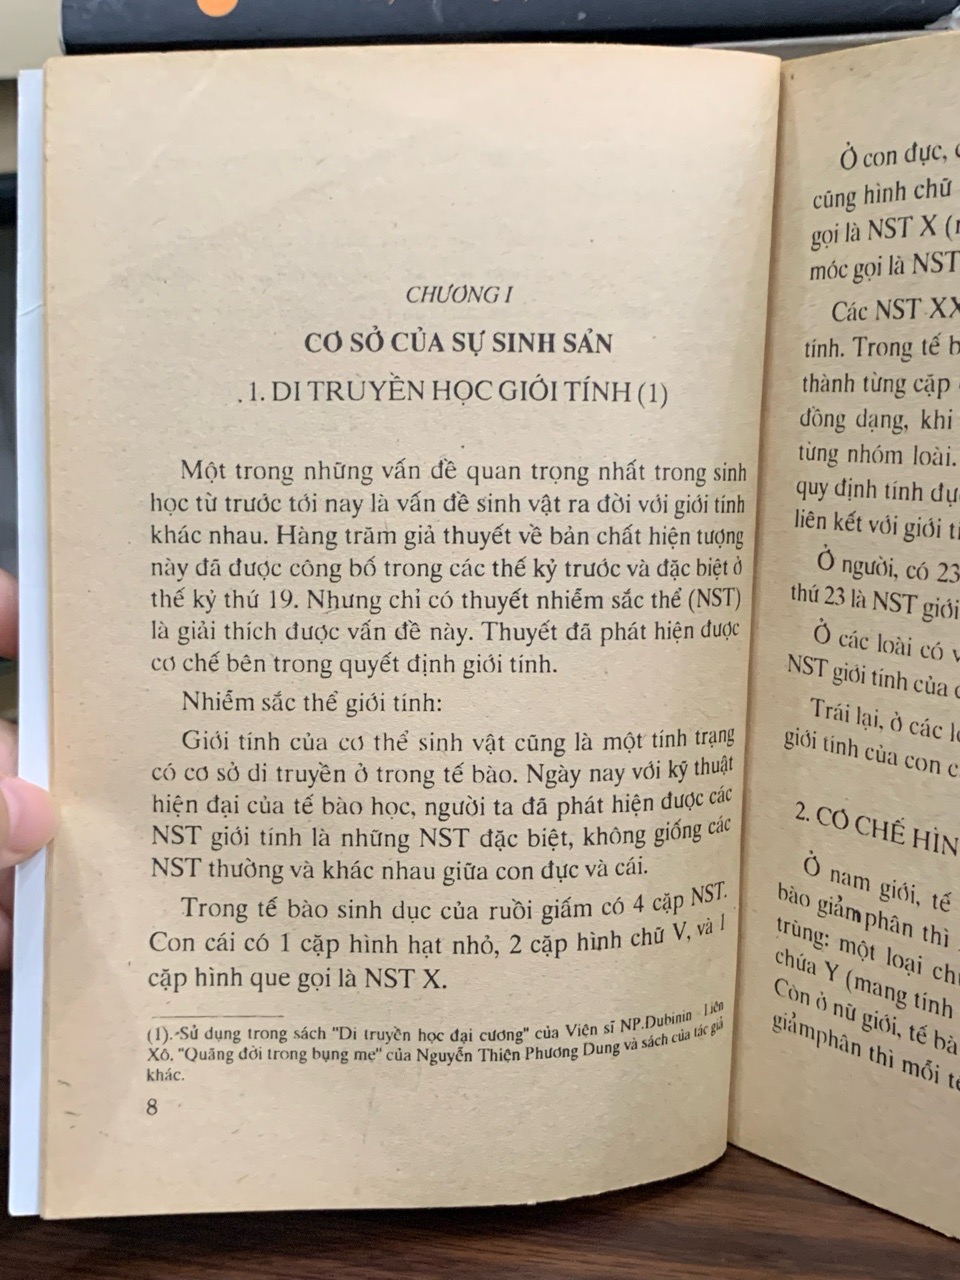 CHƯƠNG I
CƠ SỞ CỦA SỰ SINH SẢN
1. DI TRUYỀN HỌC GIỚI TÍNH (1)
Một trong những vấn đề quan trọng nhất trong sinh
học từ trước tới nay là vấn đề sinh vật ra đời với giới tính
khác nhau. Hàng trăm giả thuyết về bản chất hiện tượng
này đã được công bố trong các thế kỷ trước và đặc biệt ở
thế kỷ thứ 19. Nhưng chỉ có thuyết nhiễm sắc thể (NST)
là giải thích được vấn đề này. Thuyết đã phát hiện được
cơ chế bên trong quyết định giới tính.
Nhiễm sắc thể giới tính:
Giới tính của cơ thể sinh vật cũng là một tính trạng
có cơ sở di truyền ở trong tế bào. Ngày nay với kỹ thuật
hiện đại của tế bào học, người ta đã phát hiện được các
NST giới tính là những NST đặc biệt, không giống các
NST thường và khác nhau giữa con đực và cái.
Trong tế bào sinh dục của ruồi giấm có 4 cặp NST.
Con cái có 1 cặp hình hạt nhỏ, 2 cặp hình chữ V, và 1
cặp hình que gọi là NST X.
(1). Sử dụng trong sách "Di truyền học đại cương" của Viện sĩ NP.Dubinin - Liên
Xô. "Quãng đời trong bụng mẹ" của Nguyễn Thiện Phương Dung và sách của tác giả
khác.
8
Ở con đực,
cũng hình chữ
gọi là NST X (
móc gọi là NST
Các NST XX
tính. Trong tế
thành từng cặp
đồng dạng, khi
từng nhóm loài.
quy định tính
liên kết với giới
Ở người, có 23
thứ 23 là NST giới
Ở các loài có
NST giới tính của
Trái lại, ở các
giới tính của con
2. CƠ CHẾ
Ở nam giới, tế
bào giảm phân thì
trùng: một loại
chứa Y (mang tính
Còn ở nữ giới, tế
giảmphân thì mỗi